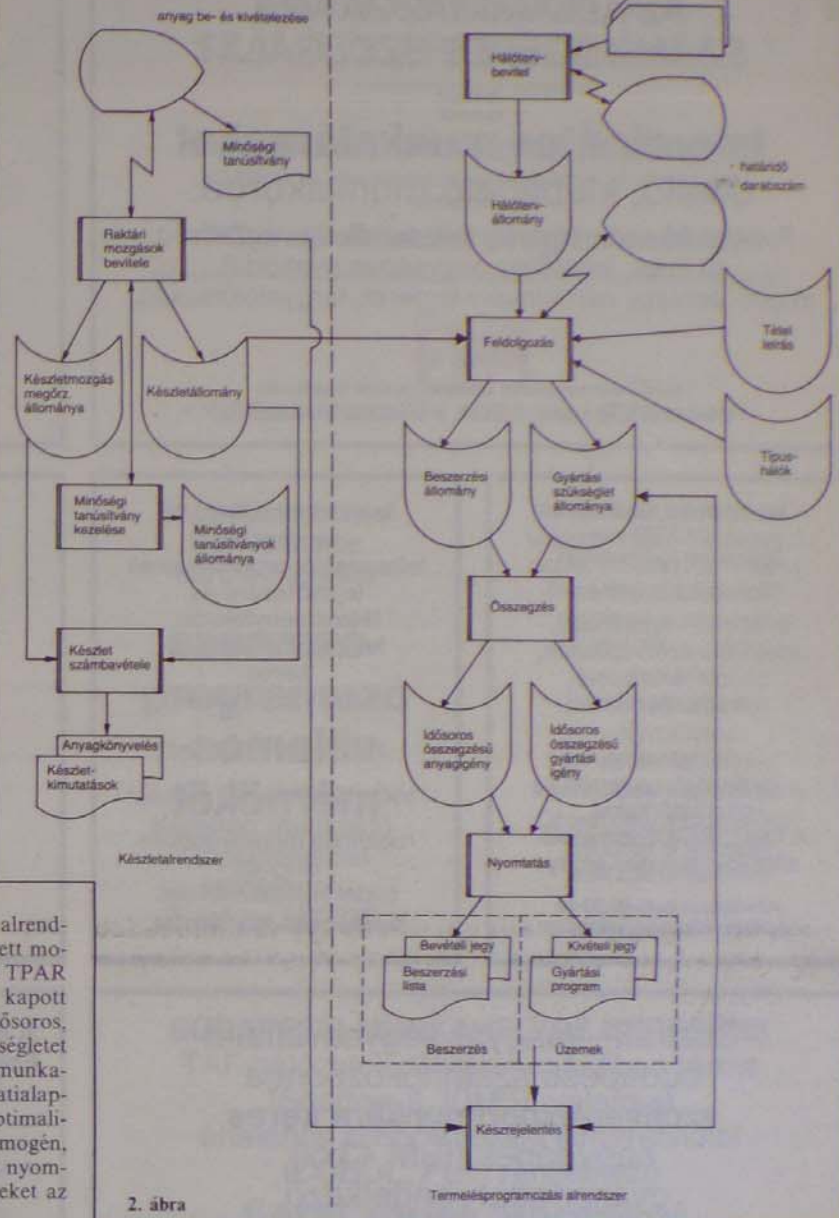 anyag be- és kivételezése
Minőségi
tanúsítvány
Raktári
mozgások
bevitele
Készletmozgás
megőrz.
állománya
Készletállomány
Minőségi
tanúsítvány
kezelése
Minőségi
tanúsítványok
állománya
Készlet
számbavétele
Anyagkönyvelés
Készlet-
kimutatások
Készletalrendszer
Hálóterv-
bevitel
Hálóterv-
állomány
- határidő
- darabszám
Feldolgozás
Tétel
leírás
Típus-
hálók
Beszerzési
állomány
Gyártási
szükséglet
állománya
Összegzés
Idősoros
összegzésű
anyagigény
Idősoros
összegzésű
gyártási
igény
Nyomtatás
Bevételi jegy
Beszerzási
lista
Kivételi jegy
Gyártási
program
Beszerzés
Üzemek
Készrejelentés
Termelésprogramozási alrendszer
alrend-
ett mo-
TPAR
kapott
ősoros,
ségletet
munka-
atialap-
ptimali-
mogén,
nyom-
eket az
2. ábra